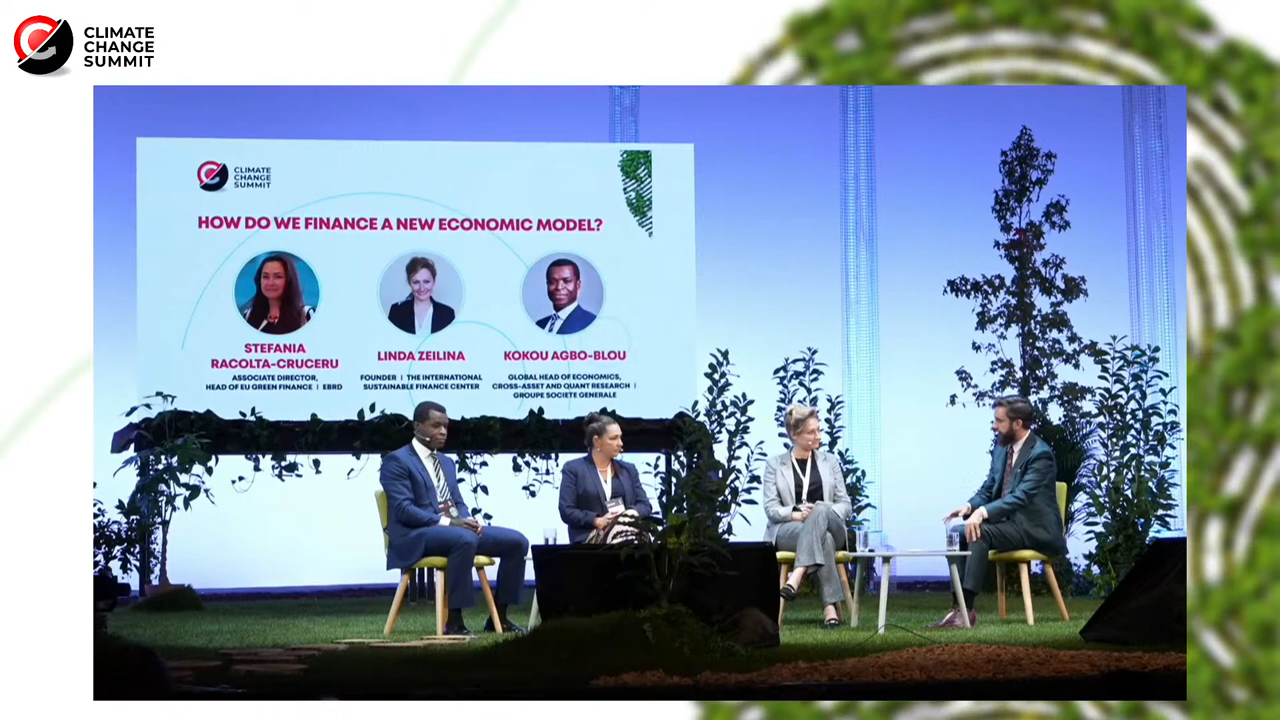 CLIMATE
CHANGE
SUMMIT
CLIMATE
CHANGE
SUMMIT
HOW DO WE FINANCE A NEW ECONOMIC MODEL?
STEFANIA
RACOLTA-CRUCERU
ASSOCIATE DIRECTOR,
HEAD OF EU GREEN FINANCE | EBRD
LINDA ZEILINA
FOUNDER | THE INTERNATIONAL
SUSTAINABLE FINANCE CENTER
KOKOU AGBO-BLOU
GLOBAL HEAD OF ECONOMICS,
CROSS-ASSET AND QUANT RESEARCH |
GROUPE SOCIETE GENERALE